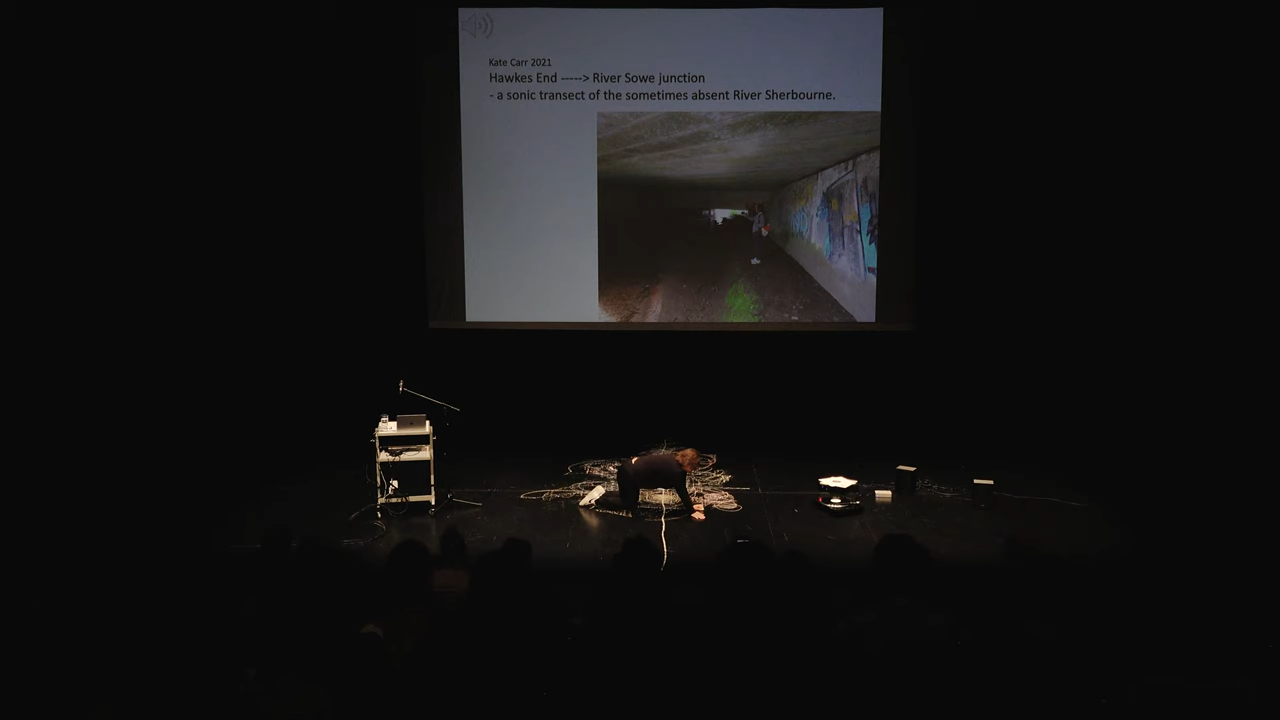 Kate Carr 2021
Hawkes End -----> River Sowe junction
- a sonic transect of the sometimes absent River Sherbourne.